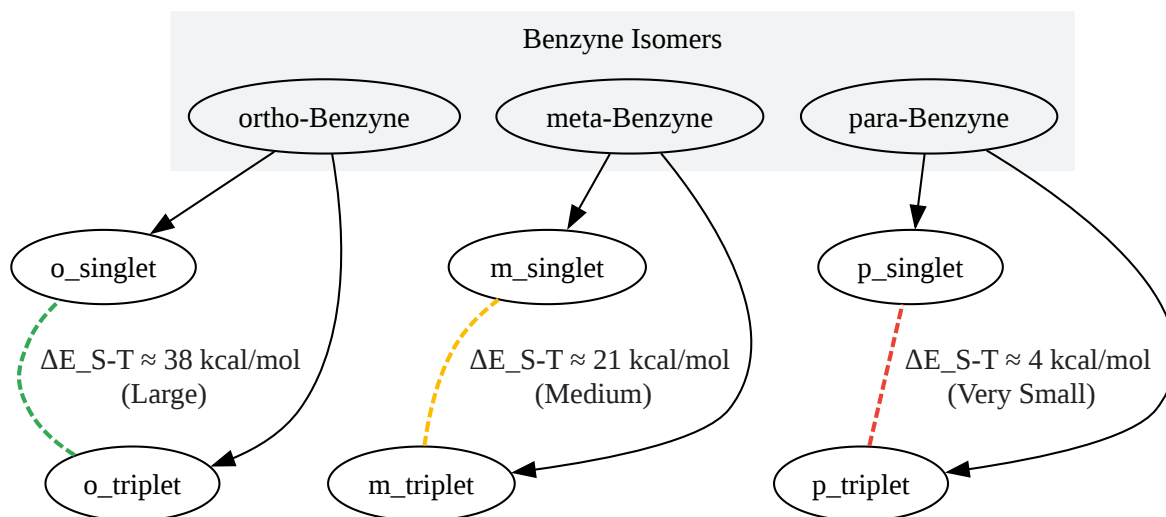 Benzyne Isomers
ortho-Benzyne
meta-Benzyne
para-Benzyne
o_singlet
m_singlet
p_singlet
ΔE_S-T ≈ 38 kcal/mol
(Large)
ΔE_S-T ≈ 21 kcal/mol
(Medium)
ΔE_S-T ≈ 4 kcal/mol
(Very Small)
o_triplet
m_triplet
p_triplet